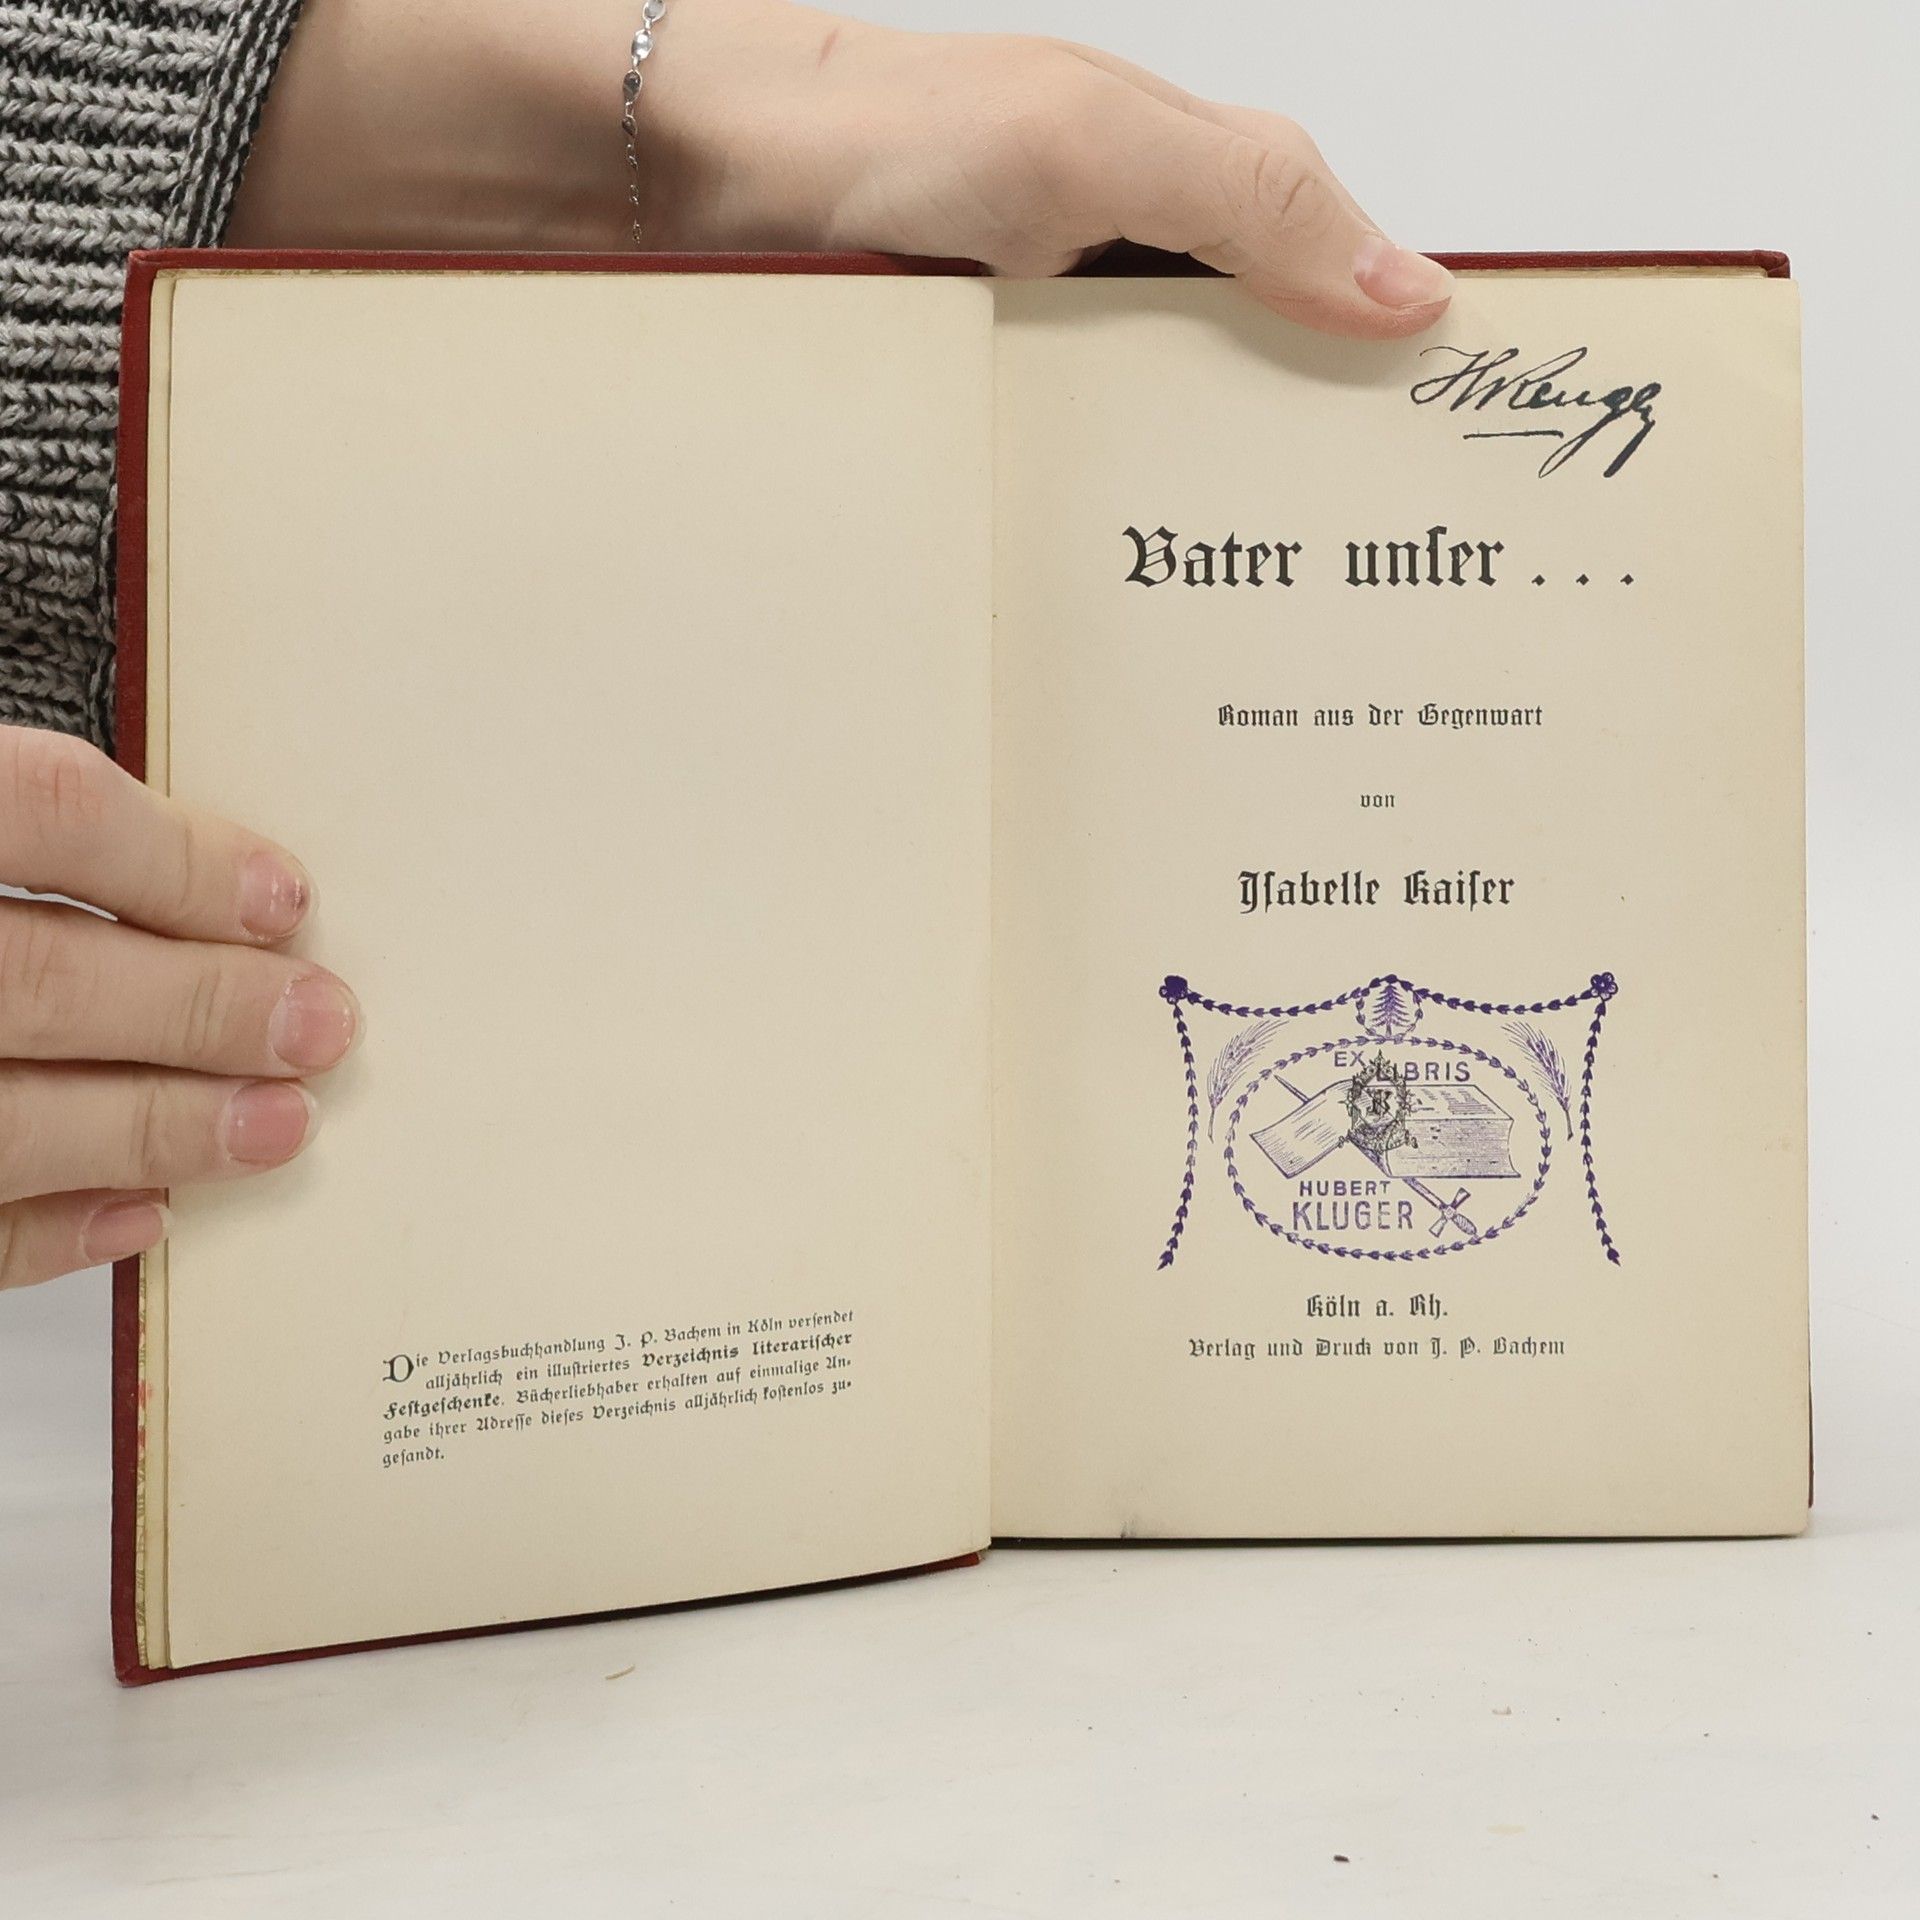 Die Verlagsbuchhandlung J. P. Bachem in Köln verſendet
alljährlich ein illuſtriertes Verzeichnis literariſcher
Feſtgeſchenke. Bücherliebhaber erhalten auf einmalige An-
gabe ihrer Adreſſe dieſes Verzeichnis alljährlich koſtenlos zu-
geſandt.
Vater unſer . . .
Roman aus der Gegenwart
von
Iſabelle Kaiſer
EX LIBRIS
HUBERT
KLUGER
Köln a. Rh.
Verlag und Druck von J. P. Bachem